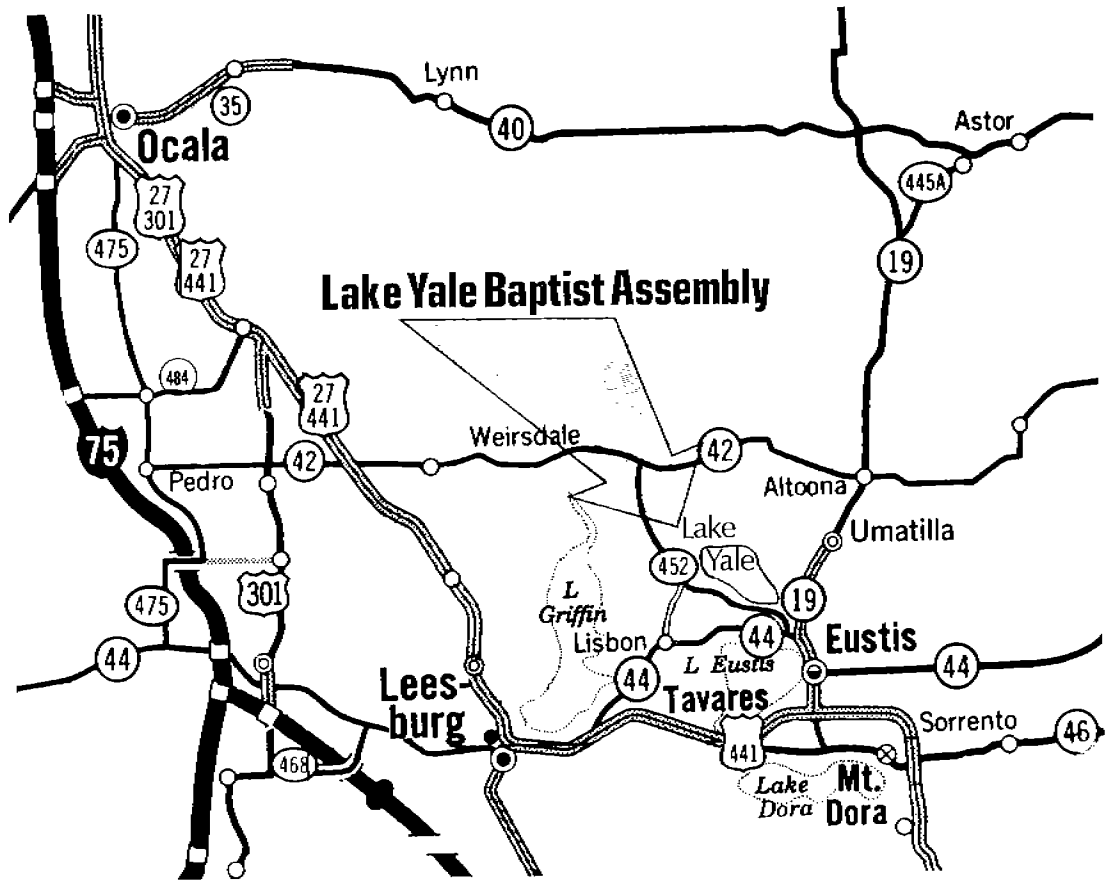 Lynn
35
40
Astor
Ocala
445A
27
301
475
27
441
19
Lake Yale Baptist Assembly
484
27
441
75
Weirsdale
42
42
Pedro
Altoona
Umatilla
Lake
Yale
452
L
Griffin
475
301
19
Lisbon
44
Eustis
44
L Eustis
44
44
Lees-
burg
Tavares
441
Sorrento
46
468
Lake
Dora
Mt.
Dora